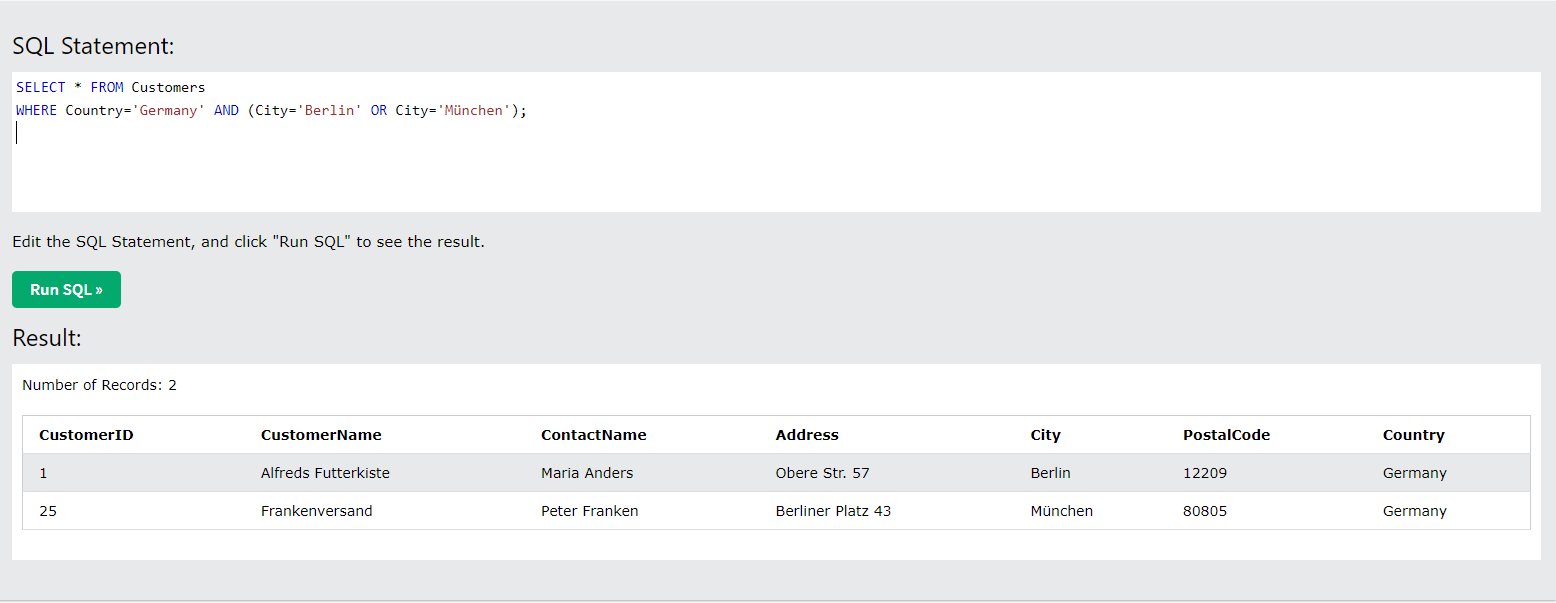 SQL Statement:
SELECT * FROM Customers
WHERE Country='Germany' AND (City='Berlin' OR City='München');
Edit the SQL Statement, and click "Run SQL" to see the result.
Run SQL »
Result:
Number of Records: 2
CustomerID CustomerName ContactName Address City PostalCode Country
1 Alfreds Futterkiste Maria Anders Obere Str. 57 Berlin 12209 Germany
25 Frankenversand Peter Franken Berliner Platz 43 München 80805 Germany